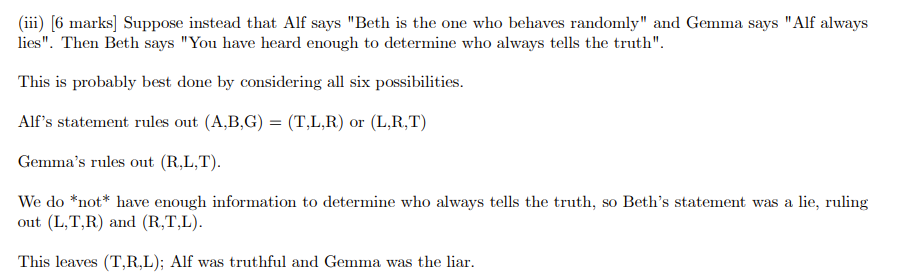 (iii) [6 marks] Suppose instead that Alf says "Beth is the one who behaves randomly" and Gemma says "Alf always
lies". Then Beth says "You have heard enough to determine who always tells the truth".
This is probably best done by considering all six possibilities.
Alf's statement rules out (A,B,G) = (T,L,R) or (L,R,T)
Gemma's rules out (R,L,T).
We do *not* have enough information to determine who always tells the truth, so Beth's statement was a lie, ruling
out (L,T,R) and (R,T,L).
This leaves (T,R,L); Alf was truthful and Gemma was the liar.